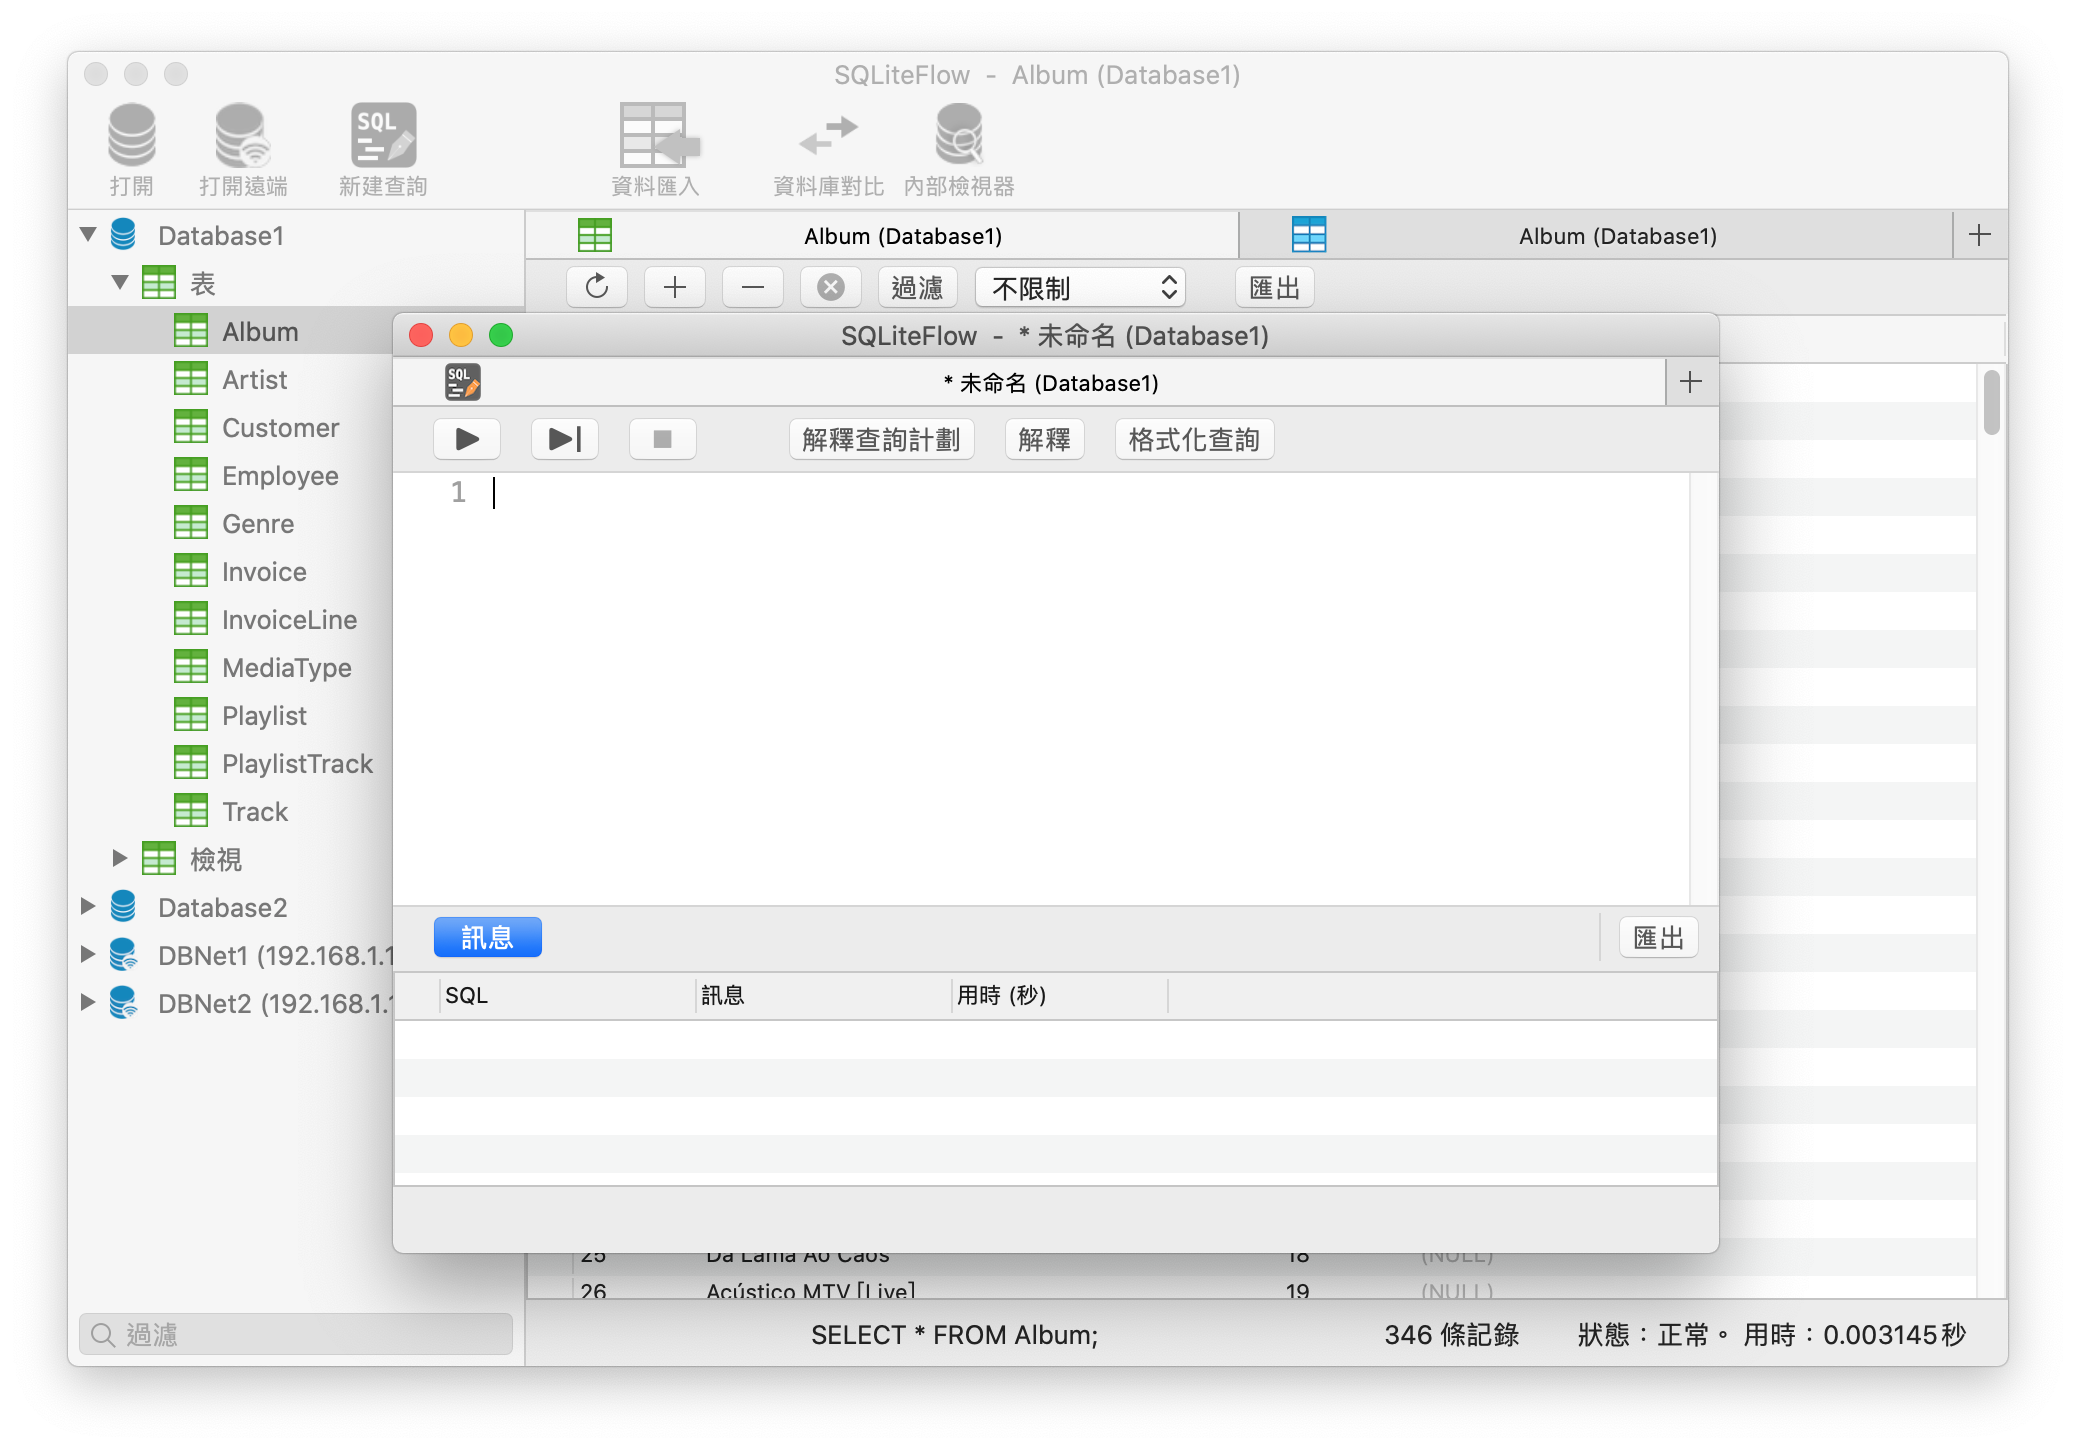 SQLiteFlow - Album (Database1)
打開
打開遠端
SQL
新建查詢
資料匯入
資料庫對比
內部檢視器
Database1
表
Album
Artist
Customer
Employee
Genre
Invoice
InvoiceLine
MediaType
Playlist
PlaylistTrack
Track
檢視
Database2
DBNet1 (192.168.1.1
DBNet2 (192.168.1.1
過濾
Album (Database1)
Album (Database1)
過濾
不限制
匯出
SQLiteFlow - * 未命名 (Database1)
SQL
* 未命名 (Database1)
解釋查詢計劃
解釋
格式化查詢
1
訊息
匯出
SQL
訊息
用時 (秒)
25 Da Lama Ao Caos 18 (NULL)
26 Acústico MTV [Live] 19 (NULL)
SELECT * FROM Album;
346 條記錄
狀態：正常。 用時：0.003145秒